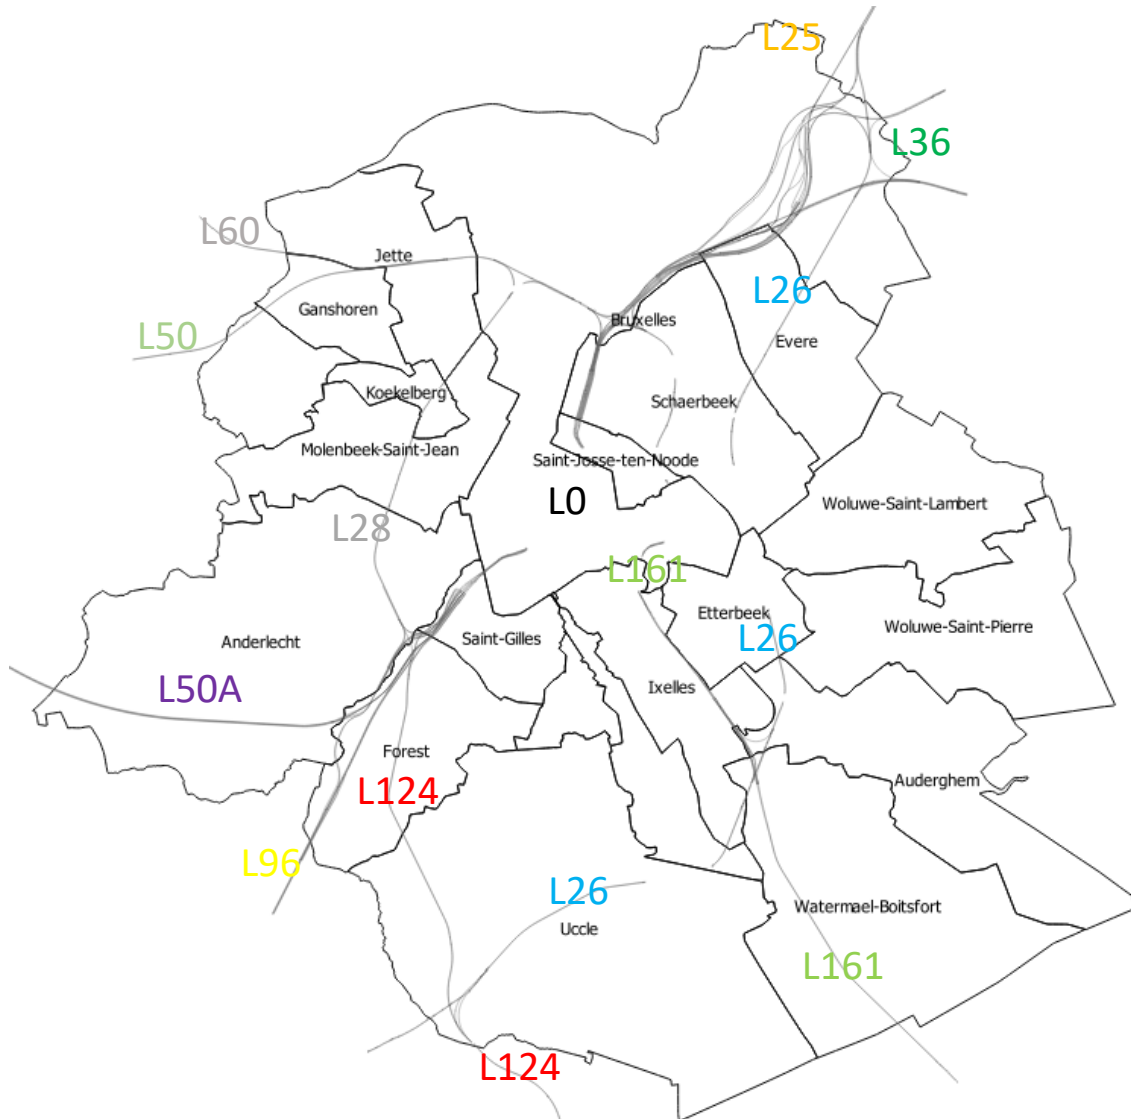 L25
L36
L60
Jette
L26
Ganshoren
Bruxelles
L50
Evere
Koekelberg
Schaerbeek
Molenbeek-Saint-Jean
Saint-Josse-ten-Noode
L0
Woluwe-Saint-Lambert
L28
L161
Etterbeek
Woluwe-Saint-Pierre
L26
Anderlecht
Saint-Gilles
L50A
Ixelles
Forest
Auderghem
L124
L96
L26
Watermael-Boitsfort
Uccle
L161
L124